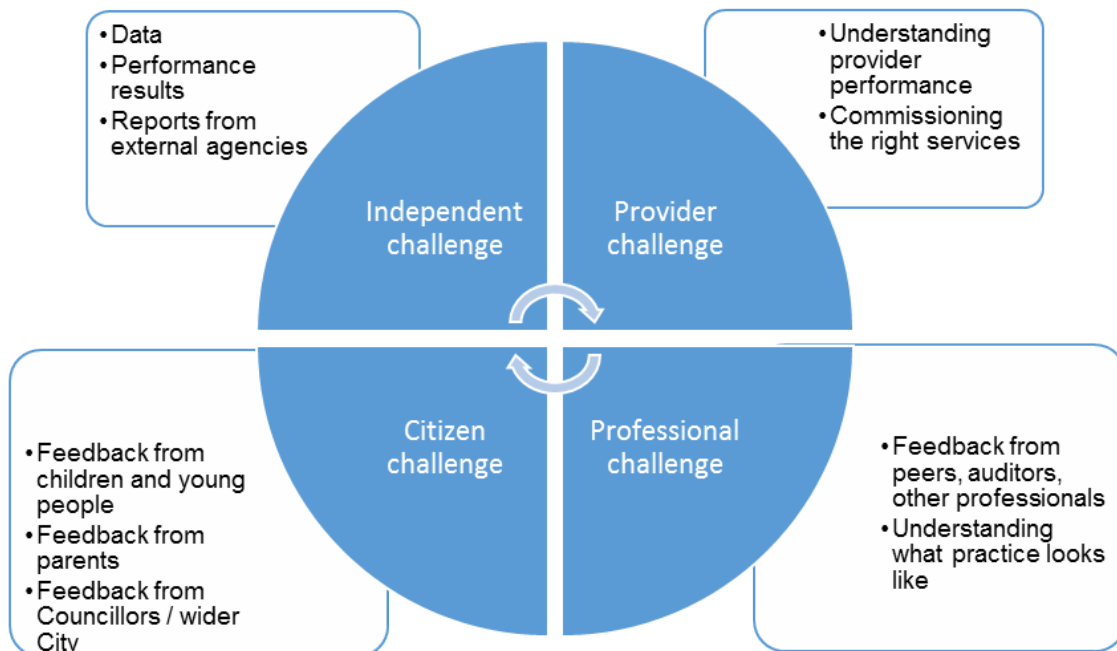 •Data
•Performance
results
•Reports from
external agencies
•Understanding
provider
performance
•Commissioning
the right services
Independent
challenge
Provider
challenge
Citizen
challenge
Professional
challenge
•Feedback from
children and young
people
•Feedback from
parents
•Feedback from
Councillors / wider
City
•Feedback from
peers, auditors,
other professionals
•Understanding
what practice looks
like